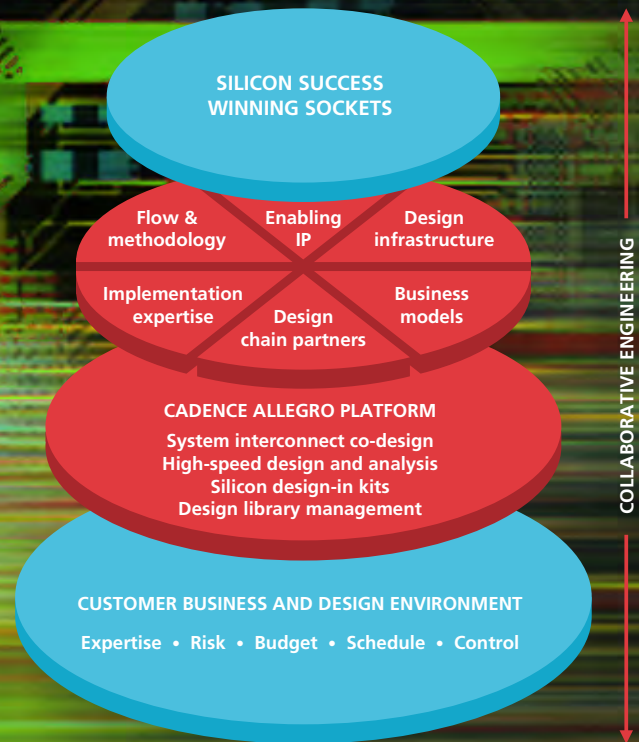 SILICON SUCCESS
WINNING SOCKETS
Flow &
methodology
Enabling
IP
Design
infrastructure
Implementation
expertise
Design
chain partners
Business
models
CADENCE ALLEGRO PLATFORM
System interconnect co-design
High-speed design and analysis
Silicon design-in kits
Design library management
CUSTOMER BUSINESS AND DESIGN ENVIRONMENT
Expertise • Risk • Budget • Schedule • Control
COLLABORATIVE ENGINEERING